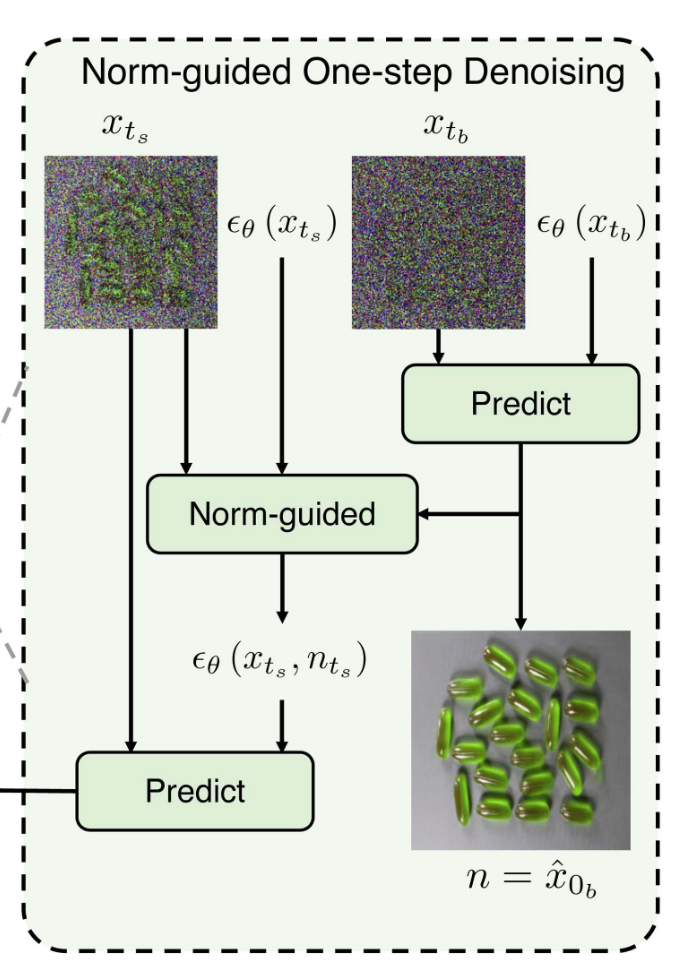 Norm-guided One-step Denoising
x_{t_s}
x_{t_b}
ϵ_θ (x_{t_s})
ϵ_θ (x_{t_b})
Predict
Norm-guided
ϵ_θ (x_{t_s}, n_{t_s})
Predict
n = x̂_{0_b}